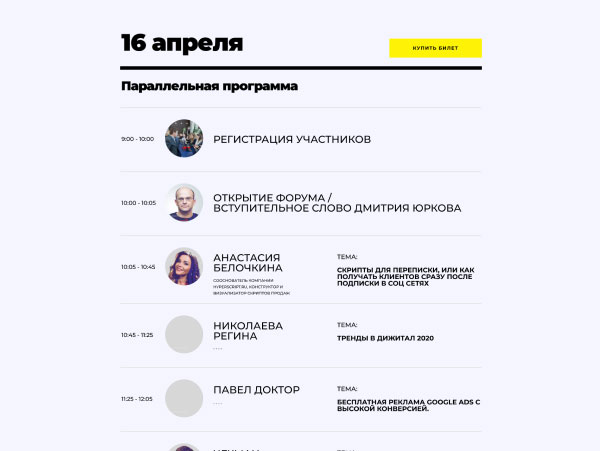 16 апреля
КУПИТЬ БИЛЕТ
Параллельная программа
9:00 - 10:00
РЕГИСТРАЦИЯ УЧАСТНИКОВ
10:00 - 10:05
ОТКРЫТИЕ ФОРУМА /
ВСТУПИТЕЛЬНОЕ СЛОВО ДМИТРИЯ ЮРКОВА
10:05 - 10:45
АНАСТАСИЯ
БЕЛОЧКИНА
СООСНОВАТЕЛЬ КОМПАНИИ
HYPERSCRIPT.RU, КОНСТРУКТОР И
ВИЗУАЛИЗАТОР СКРИПТОВ ПРОДАЖ
ТЕМА:
СКРИПТЫ ДЛЯ ПЕРЕПИСКИ, ИЛИ КАК
ПОЛУЧАТЬ КЛИЕНТОВ СРАЗУ ПОСЛЕ
ПОДПИСКИ В СОЦ СЕТЯХ
10:45 - 11:25
НИКОЛАЕВА
РЕГИНА
....
ТЕМА:
ТРЕНДЫ В ДИЖИТАЛ 2020
11:25 - 12:05
ПАВЕЛ ДОКТОР
....
ТЕМА:
БЕСПЛАТНАЯ РЕКЛАМА GOOGLE ADS С
ВЫСОКОЙ КОНВЕРСИЕЙ.